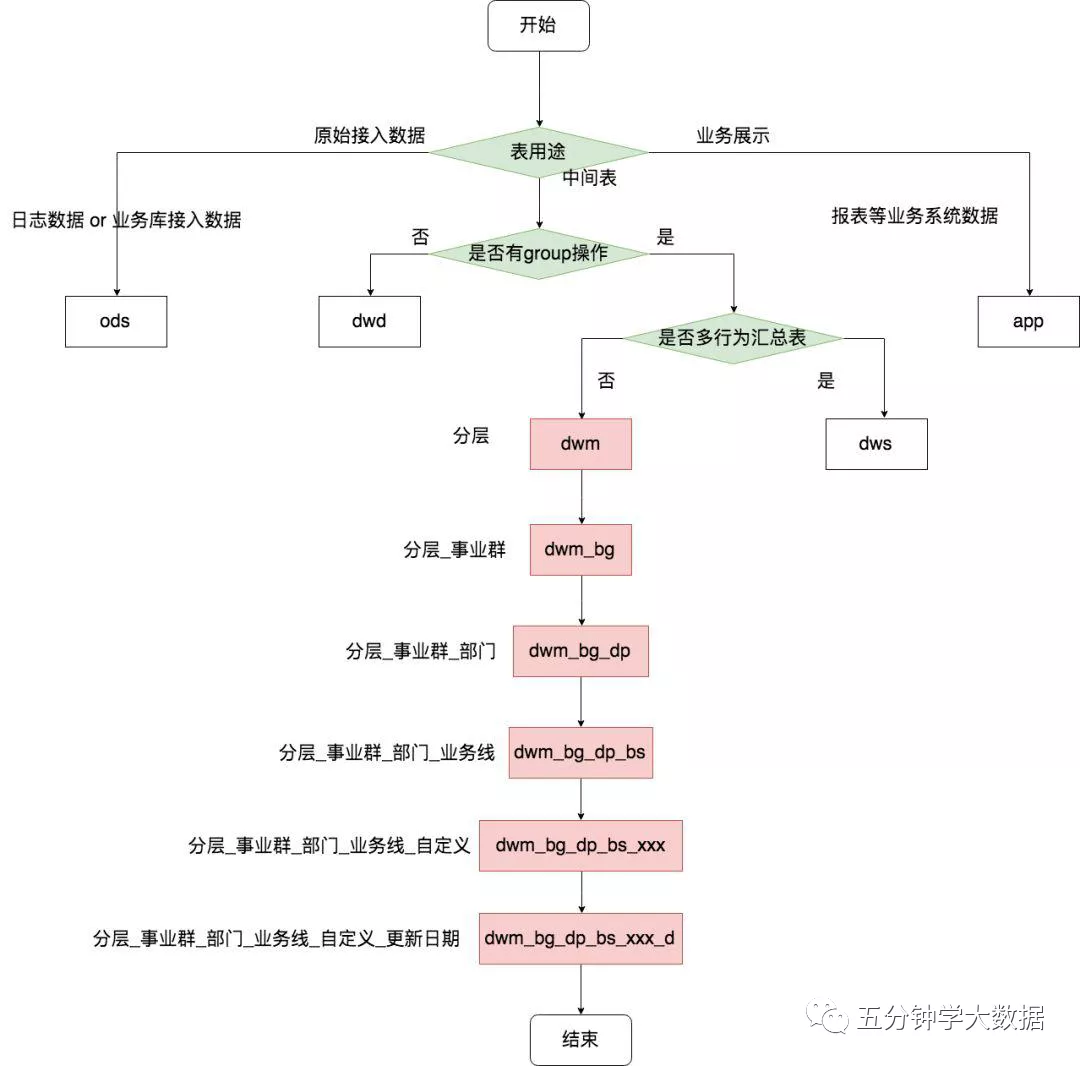 开始
原始接入数据
业务展示
表用途
中间表
日志数据 or 业务库接入数据
报表等业务系统数据
否
是
是否有group操作
ods
dwd
app
是否多行为汇总表
否
是
分层
dwm
dws
分层_事业群
dwm_bg
分层_事业群_部门
dwm_bg_dp
分层_事业群_部门_业务线
dwm_bg_dp_bs
分层_事业群_部门_业务线_自定义
dwm_bg_dp_bs_xxx
分层_事业群_部门_业务线_自定义_更新日期
dwm_bg_dp_bs_xxx_d
五分钟学大数据
结束